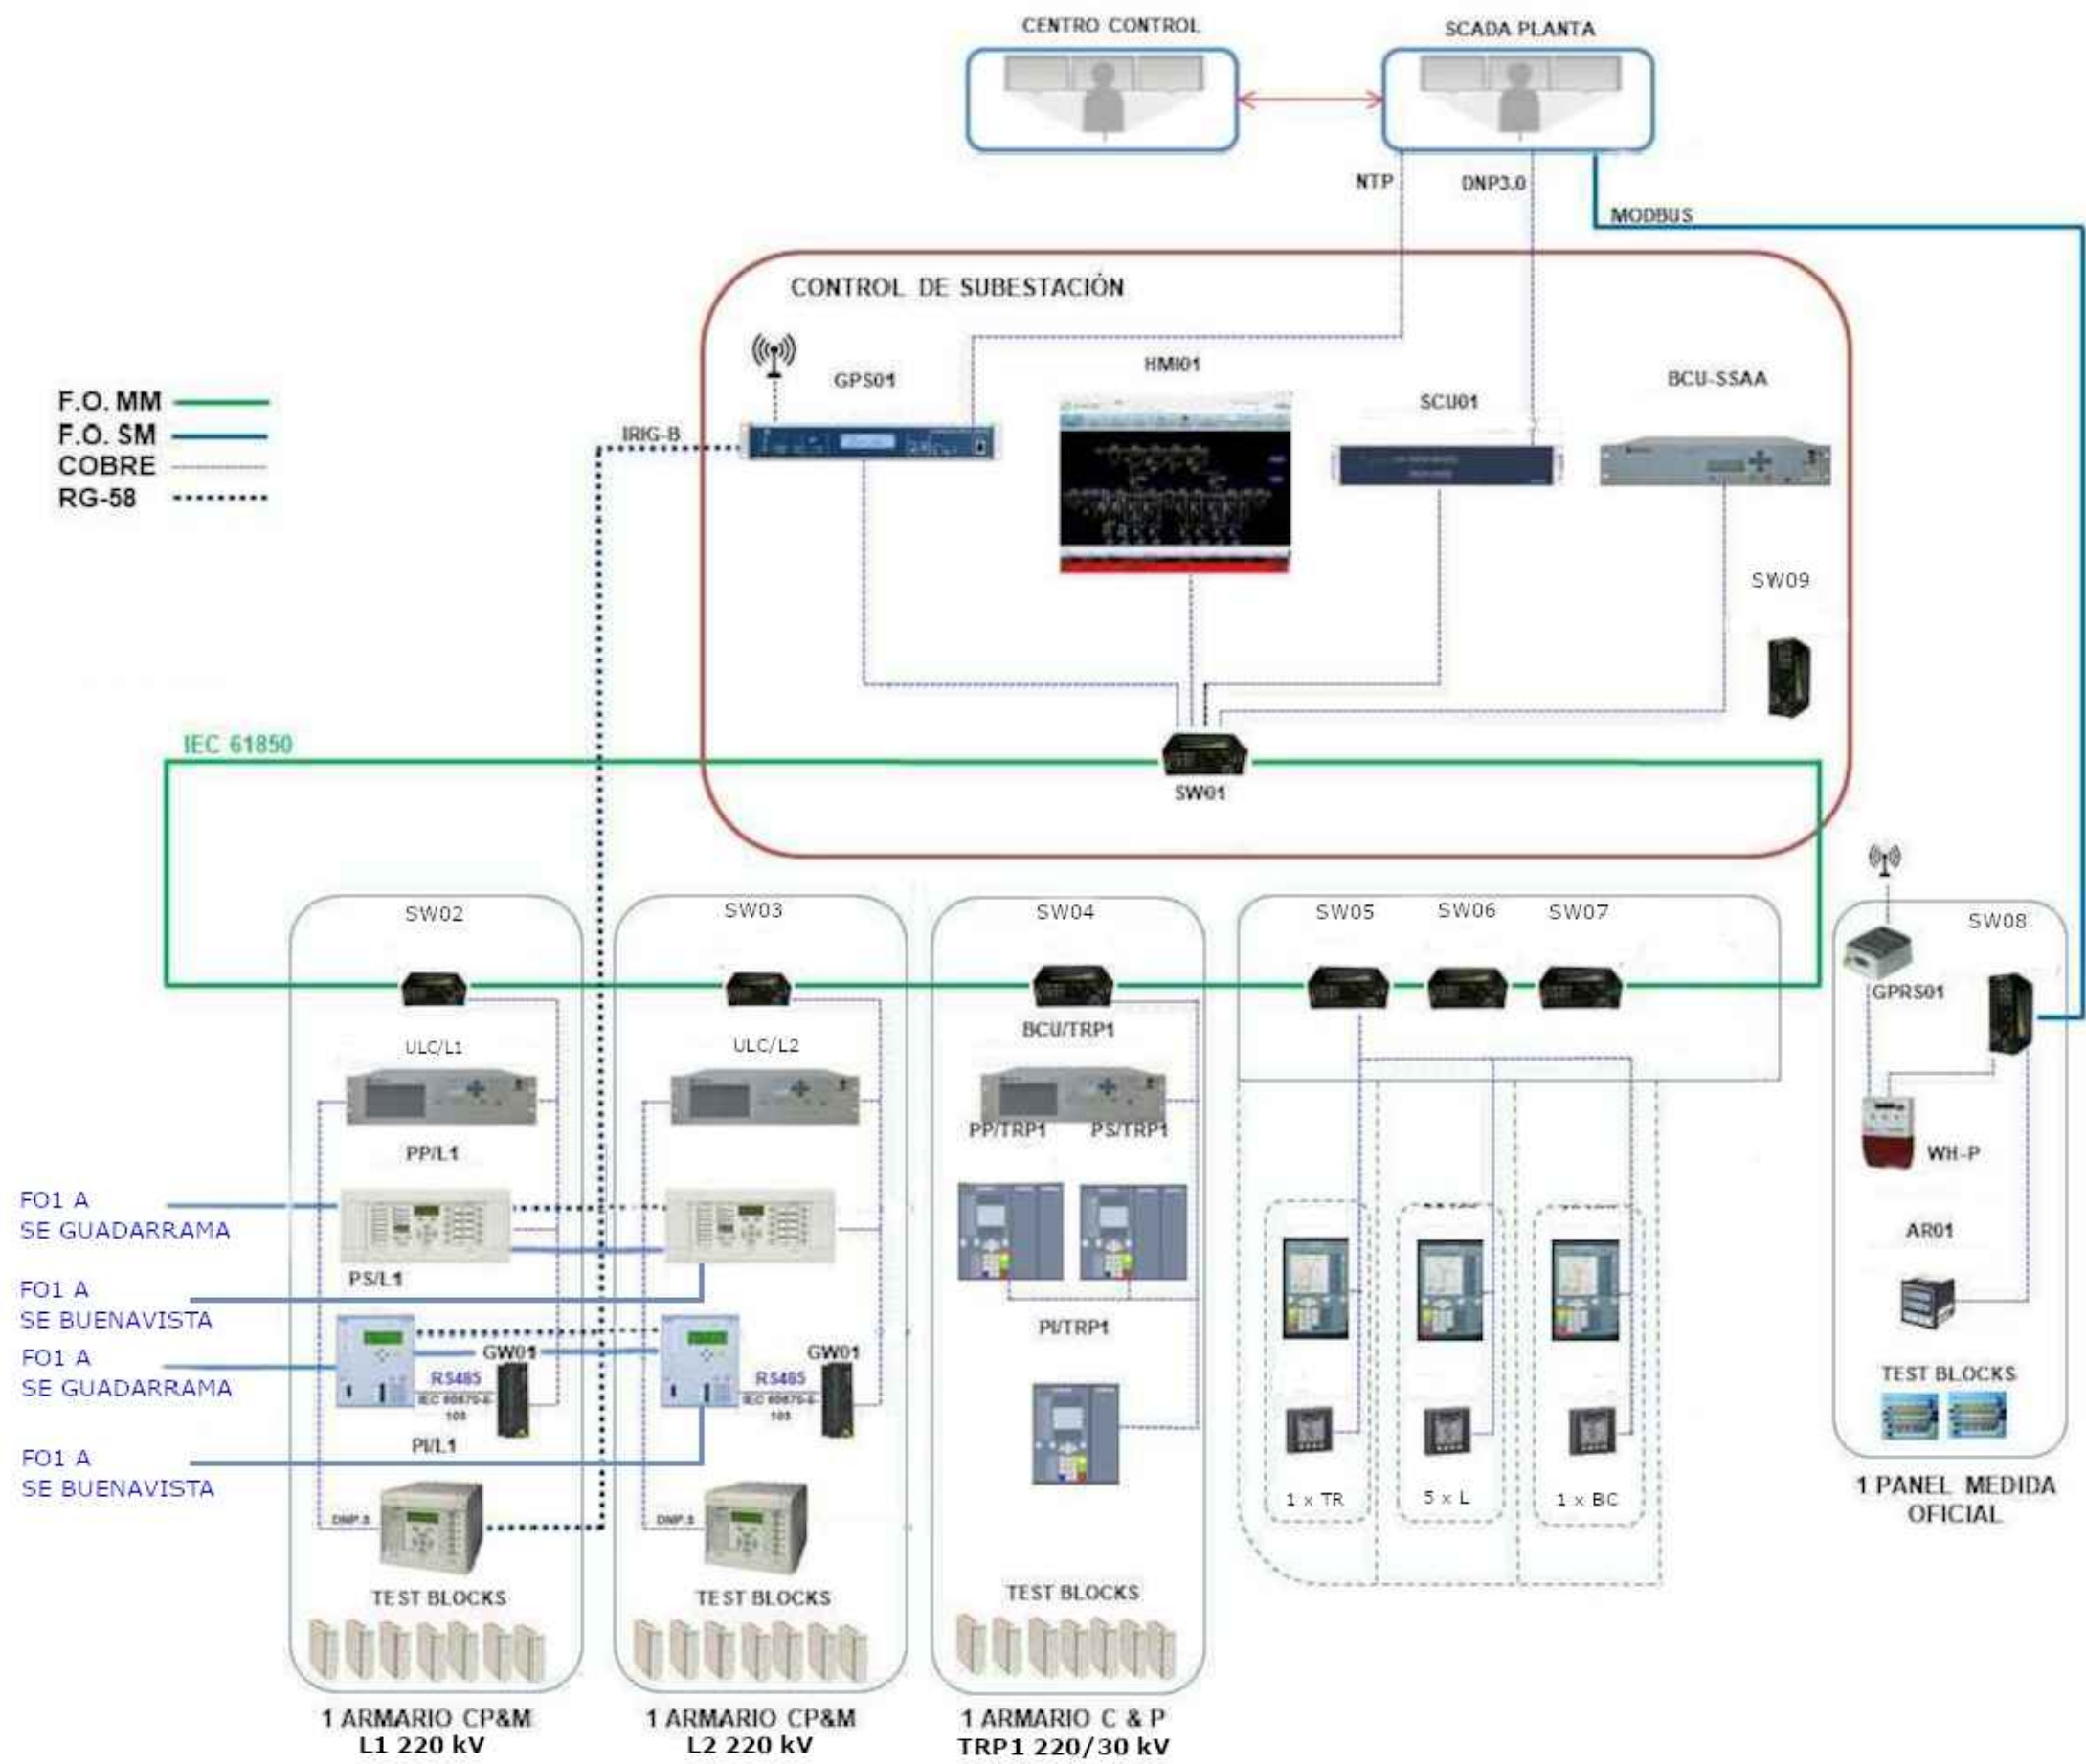 CENTRO CONTROL
SCADA PLANTA
NTP
DNP3.0
MODBUS
CONTROL DE SUBESTACIÓN
GPS01
HMI01
SCU01
BCU-SSAA
F.O. MM
F.O. SM
COBRE
RG-58
IRIG-B
SW09
IEC 61850
SW01
SW02
SW03
SW04
SW05
SW06
SW07
SW08
GPRS01
BCU/TRP1
ULC/L1
ULC/L2
PP/TRP1
PS/TRP1
PP/L1
WH-P
FO1 A
SE GUADARRAMA
AR01
PS/L1
FO1 A
SE BUENAVISTA
PI/TRP1
FO1 A
SE GUADARRAMA
GW01
GW01
RS485
RS485
TEST BLOCKS
PI/L1
FO1 A
SE BUENAVISTA
1 x TR
5 x L
1 x BC
1 PANEL MEDIDA
OFICIAL
TEST BLOCKS
TEST BLOCKS
TEST BLOCKS
1 ARMARIO CP&M
L1 220 kV
1 ARMARIO CP&M
L2 220 kV
1 ARMARIO C & P
TRP1 220/30 kV